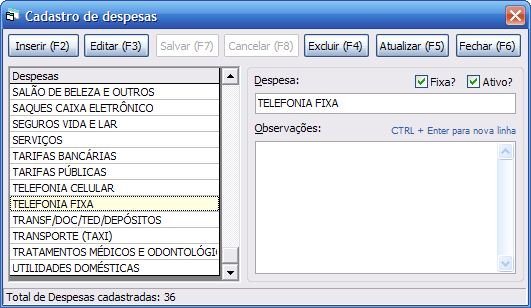 Cadastro de despesas
Inserir (F2) Editar (F3) Salvar (F7) Cancelar (F8) Excluir (F4) Atualizar (F5) Fechar (F6)
Despesas
SALÃO DE BELEZA E OUTROS
SAQUES CAIXA ELETRÔNICO
SEGUROS VIDA E LAR
SERVIÇOS
TARIFAS BANCÁRIAS
TARIFAS PÚBLICAS
TELEFONIA CELULAR
TELEFONIA FIXA
TRANSF/DOC/TED/DEPÓSITOS
TRANSPORTE (TAXI)
TRATAMENTOS MÉDICOS E ODONTOLÓGI
UTILIDADES DOMÉSTICAS
Despesa: Fixa? Ativo?
TELEFONIA FIXA
Observações: CTRL + Enter para nova linha
Total de Despesas cadastradas: 36